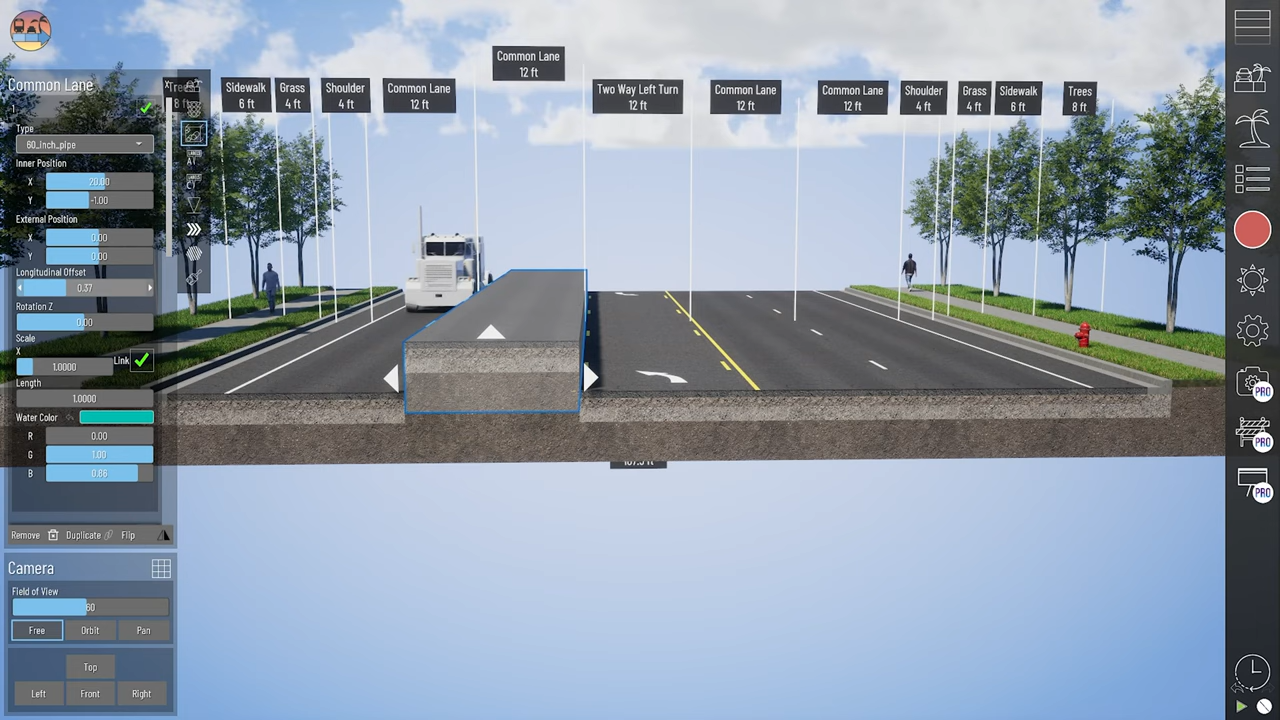 Common Lane
12 ft
Common Lane
Trees
8 ft
Sidewalk
6 ft
Grass
4 ft
Shoulder
4 ft
Common Lane
12 ft
Two Way Left Turn
12 ft
Common Lane
12 ft
Common Lane
12 ft
Shoulder
4 ft
Grass
4 ft
Sidewalk
6 ft
Trees
8 ft
Type
60_inch_pipe
Inner Position
X 20.00
Y -1.00
External Position
X 0.00
Y 0.00
Longitudinal Offset
0.37
Rotation Z
0.00
Scale
X 1.0000 Link
Length
1.0000
Water Color
R 0.00
G 1.00
B 0.86
Remove Duplicate Flip
Camera
Field of View
60
Free Orbit Pan
Top
Left Front Right
PRO
PRO
PRO